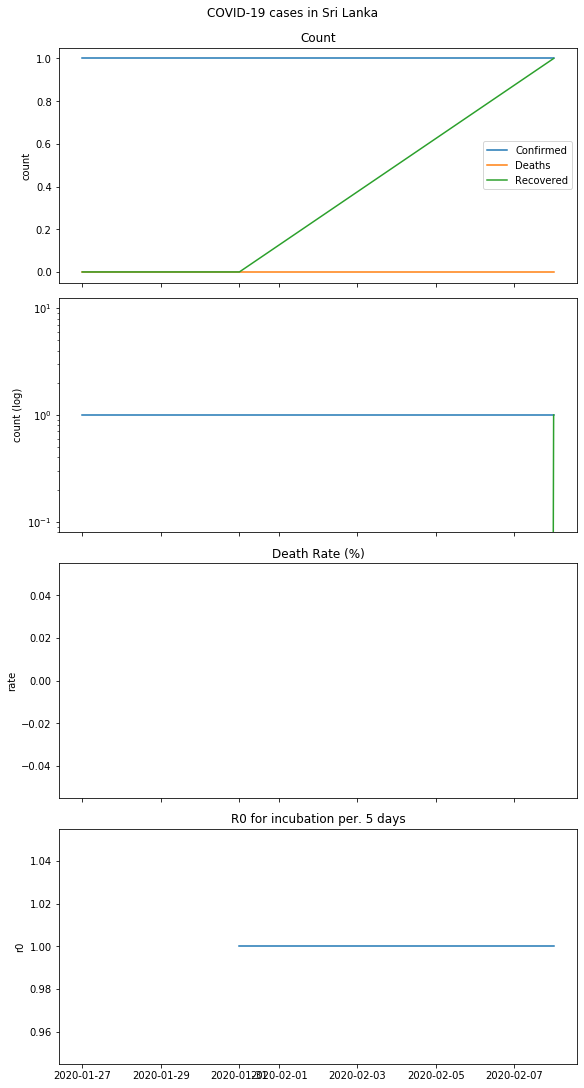 COVID-19 cases in Sri Lanka
Count
1.0
0.8
0.6
0.4
0.2
0.0
count
Confirmed
Deaths
Recovered
10¹
10⁰
10⁻¹
count (log)
Death Rate (%)
0.04
0.02
0.00
−0.02
−0.04
rate
R0 for incubation per. 5 days
1.04
1.02
1.00
0.98
0.96
r0
2020-01-27 2020-01-29 2020-01-31 2020-02-01 2020-02-03 2020-02-05 2020-02-07